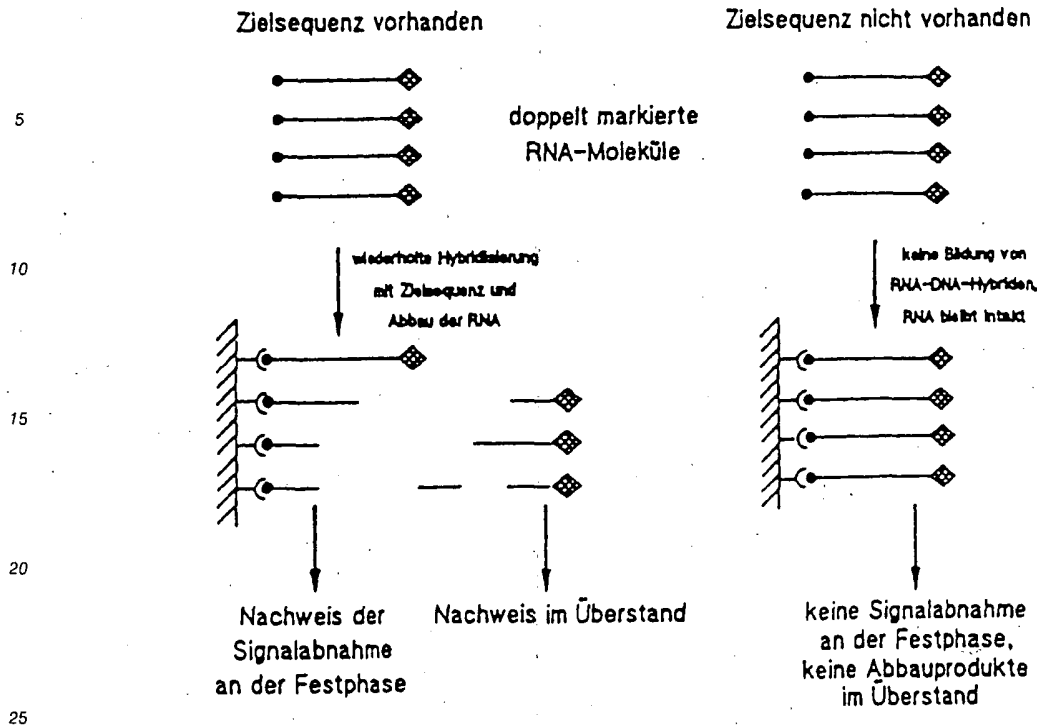 Zielsequenz vorhanden
Zielsequenz nicht vorhanden
5
doppelt markierte
RNA-Moleküle
10
wiederholte Hybridisierung
mit Zielsequenz und
Abbau der RNA
keine Bildung von
RNA-DNA-Hybriden,
RNA bleibt intakt
15
20
Nachweis der
Signalabnahme
an der Festphase
Nachweis im Überstand
keine Signalabnahme
an der Festphase,
keine Abbauprodukte
im Überstand
25